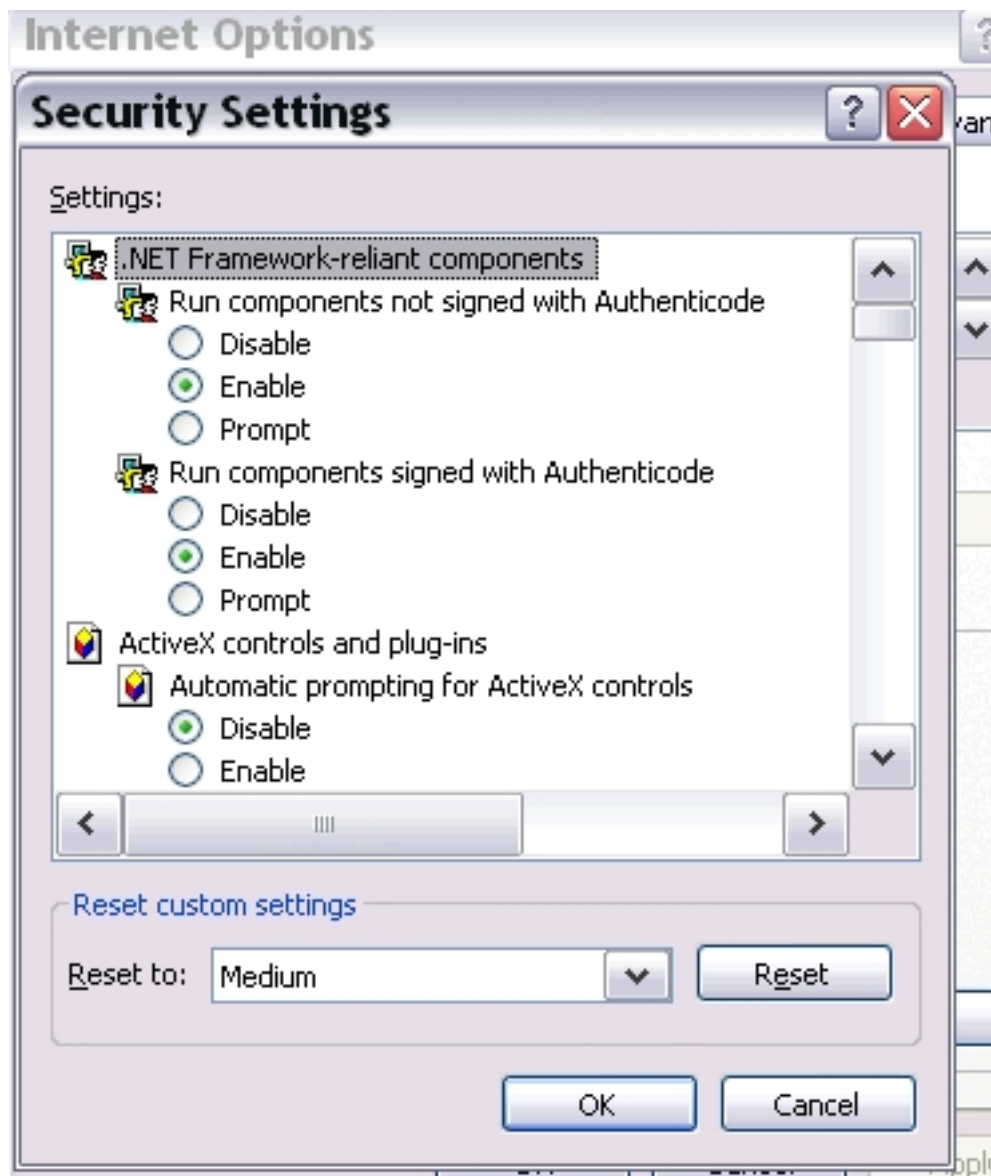 Internet Options
?
Security Settings
?
Settings:
.NET Framework-reliant components
Run components not signed with Authenticode
Disable
Enable
Prompt
Run components signed with Authenticode
Disable
Enable
Prompt
ActiveX controls and plug-ins
Automatic prompting for ActiveX controls
Disable
Enable
Reset custom settings
Reset to:
Medium
Reset
OK
Cancel